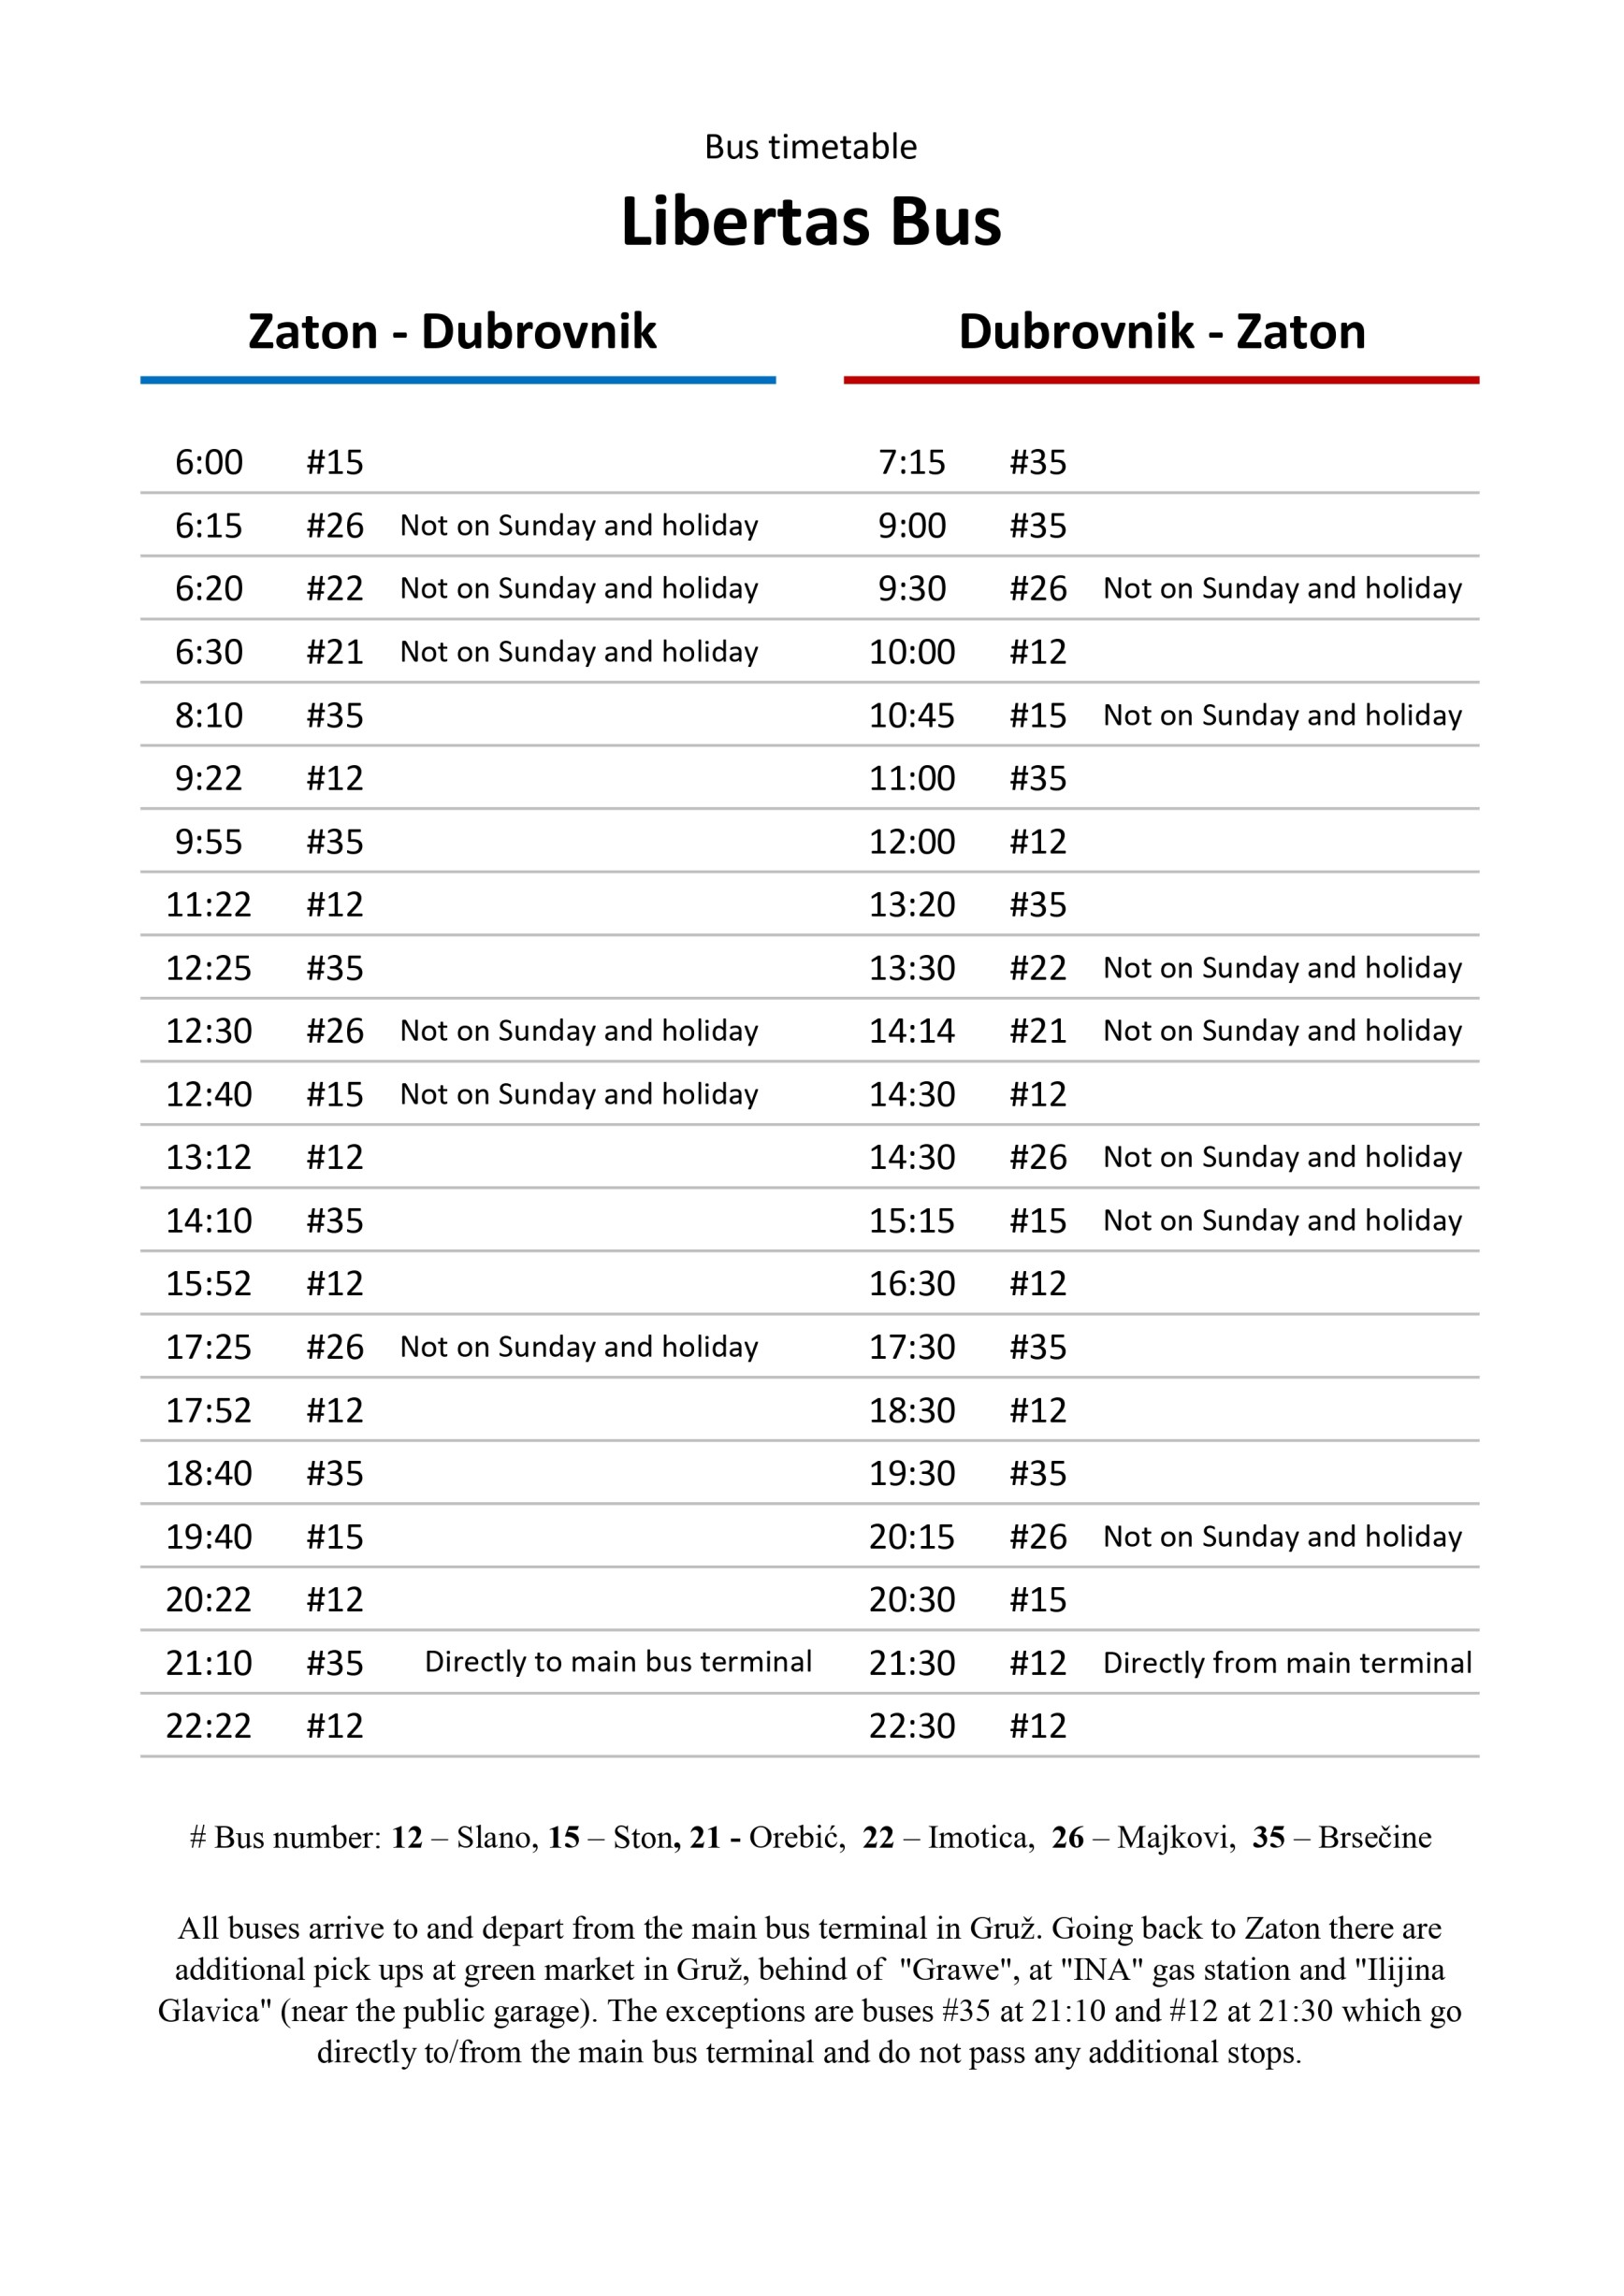 Bus timetable
Libertas Bus
Zaton - Dubrovnik
Dubrovnik - Zaton
6:00 #15
6:15 #26 Not on Sunday and holiday
6:20 #22 Not on Sunday and holiday
6:30 #21 Not on Sunday and holiday
8:10 #35
9:22 #12
9:55 #35
11:22 #12
12:25 #35
12:30 #26 Not on Sunday and holiday
12:40 #15 Not on Sunday and holiday
13:12 #12
14:10 #35
15:52 #12
17:25 #26 Not on Sunday and holiday
17:52 #12
18:40 #35
19:40 #15
20:22 #12
21:10 #35 Directly to main bus terminal
22:22 #12
7:15 #35
9:00 #35
9:30 #26 Not on Sunday and holiday
10:00 #12
10:45 #15 Not on Sunday and holiday
11:00 #35
12:00 #12
13:20 #35
13:30 #22 Not on Sunday and holiday
14:14 #21 Not on Sunday and holiday
14:30 #12
14:30 #26 Not on Sunday and holiday
15:15 #15 Not on Sunday and holiday
16:30 #12
17:30 #35
18:30 #12
19:30 #35
20:15 #26 Not on Sunday and holiday
20:30 #15
21:30 #12 Directly from main terminal
22:30 #12
# Bus number: 12 – Slano, 15 – Ston, 21 - Orebić, 22 – Imotica, 26 – Majkovi, 35 – Brsečine
All buses arrive to and depart from the main bus terminal in Gruž. Going back to Zaton there are
additional pick ups at green market in Gruž, behind of "Grawe", at "INA" gas station and "Ilijina
Glavica" (near the public garage). The exceptions are buses #35 at 21:10 and #12 at 21:30 which go
directly to/from the main bus terminal and do not pass any additional stops.